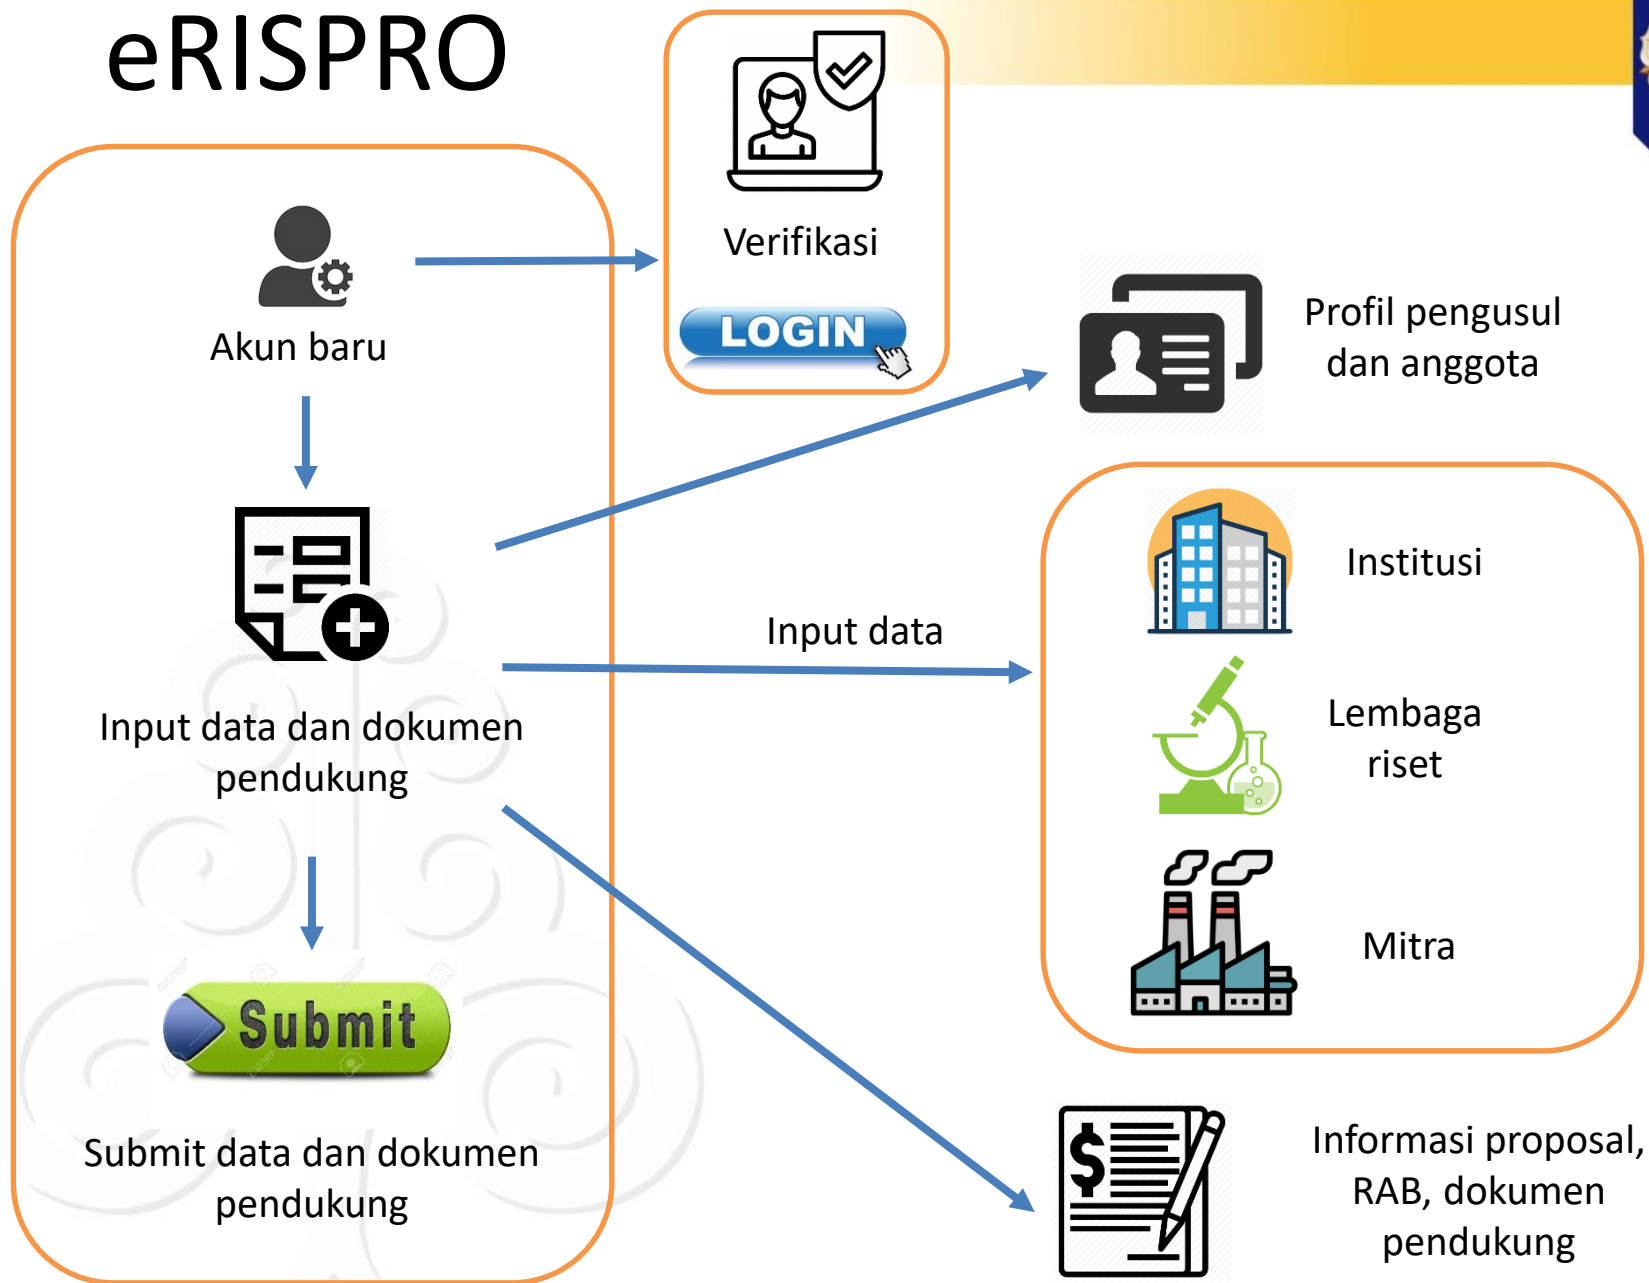 eRISPRO
Verifikasi
LOGIN
Akun baru
Profil pengusul
dan anggota
Input data dan dokumen
pendukung
Input data
Institusi
Lembaga
riset
Mitra
Submit
Submit data dan dokumen
pendukung
$
Informasi proposal,
RAB, dokumen
pendukung